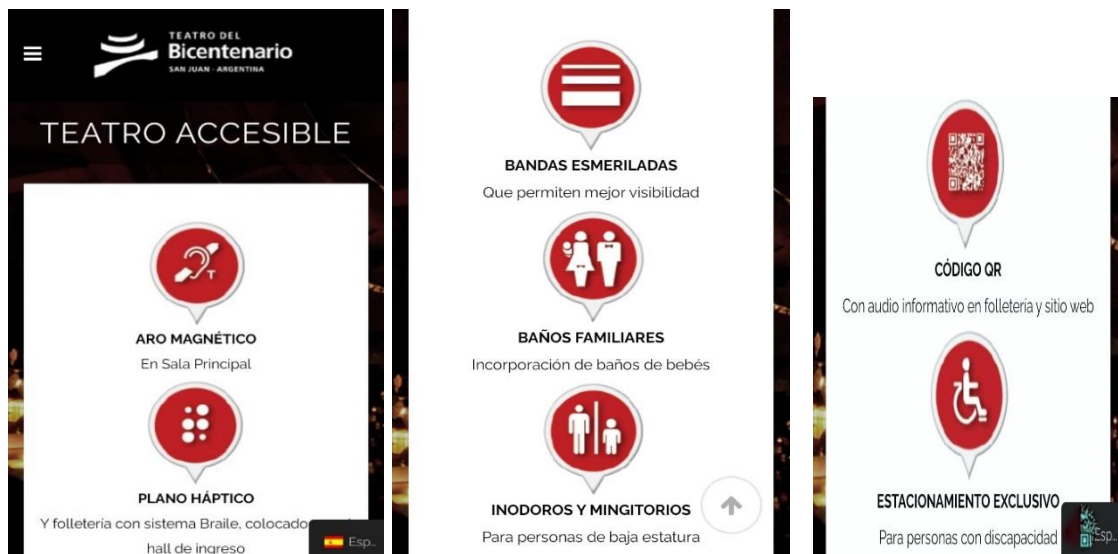 TEATRO DEL
Bicentenario
SAN JUAN - ARGENTINA
TEATRO ACCESIBLE
T
ARO MAGNÉTICO
En Sala Principal
PLANO HÁPTICO
Y folletería con sistema Braile, colocado
hall de ingreso
Esp...
BANDAS ESMERILADAS
Que permiten mejor visibilidad
BAÑOS FAMILIARES
Incorporación de baños de bebés
INODOROS Y MINGITORIOS
Para personas de baja estatura
CÓDIGO QR
Con audio informativo en folletería y sitio web
ESTACIONAMIENTO EXCLUSIVO
Para personas con discapacidad
Esp...